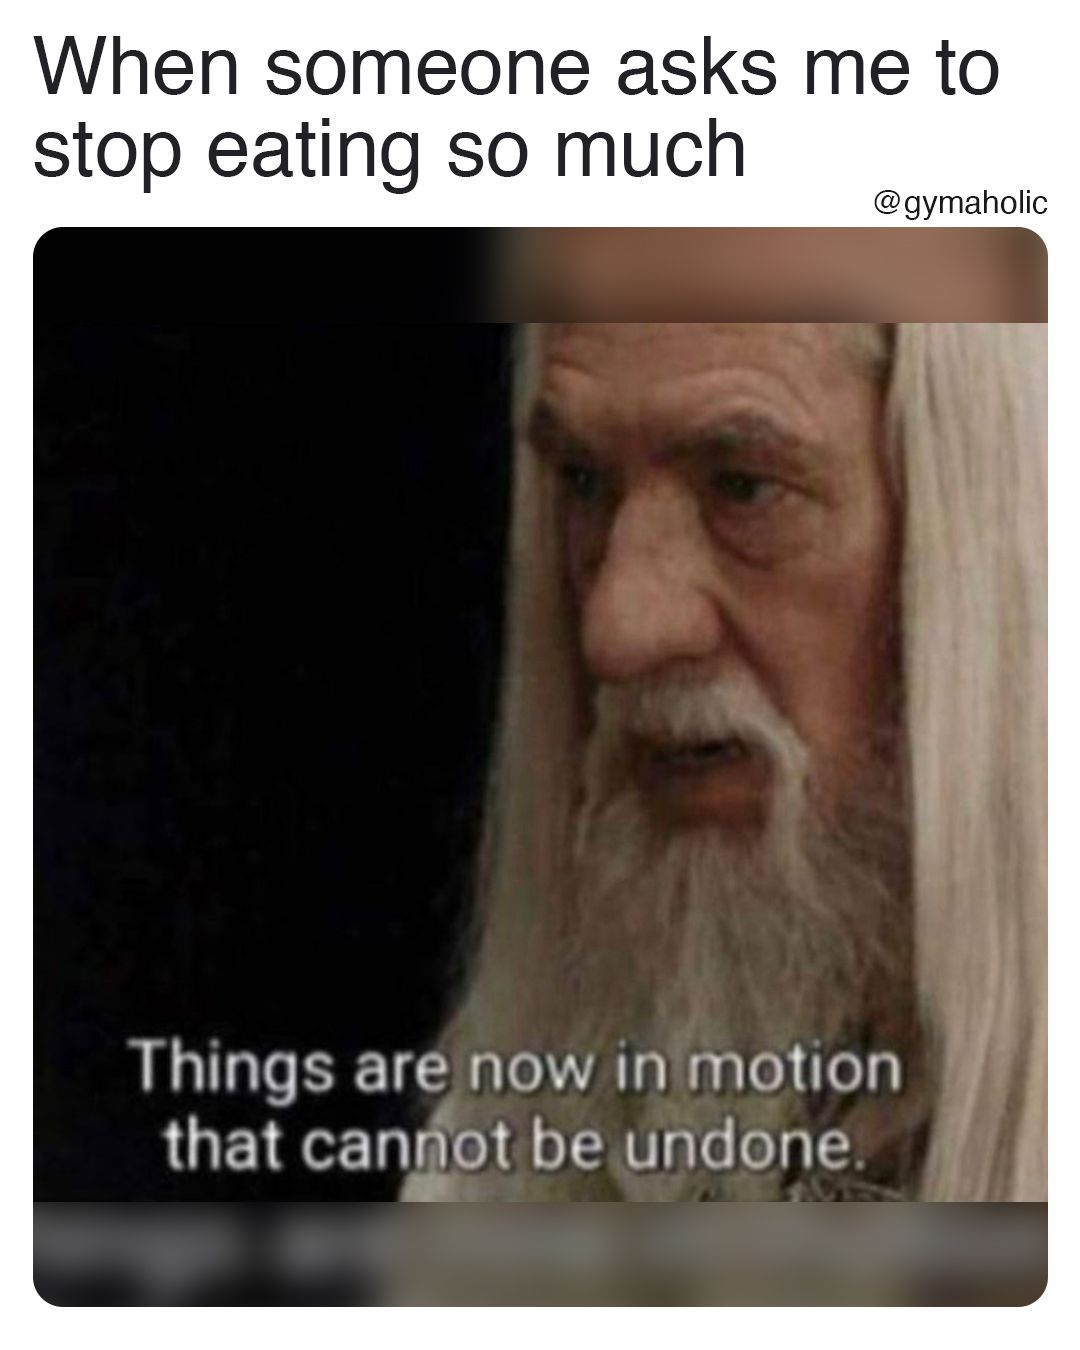 When someone asks me to
stop eating so much
@gymaholic
Things are now in motion
that cannot be undone.